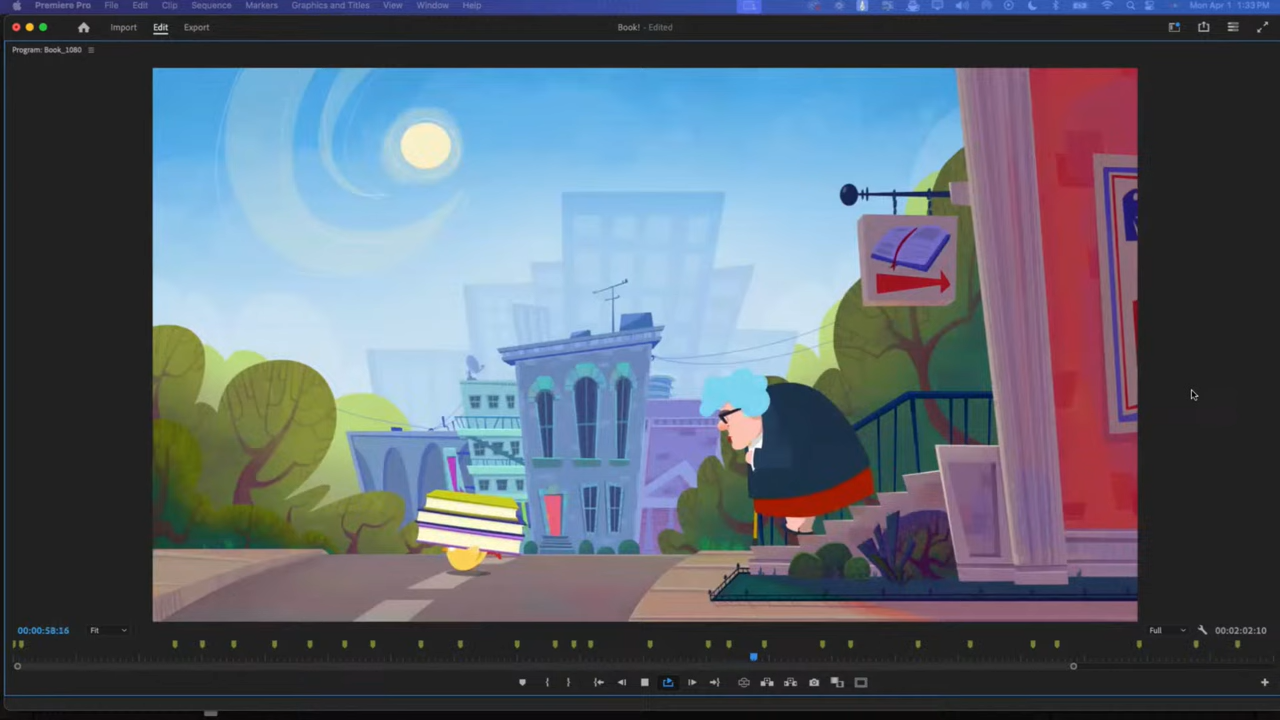 Premiere Pro File Edit Clip Sequence Markers Graphics and Titles View Window Help Mon Apr 1 1:33 PM
Import Edit Export Book! - Edited
Program: Book_1080
00:00:58:16 Fit Full 00:02:02:10